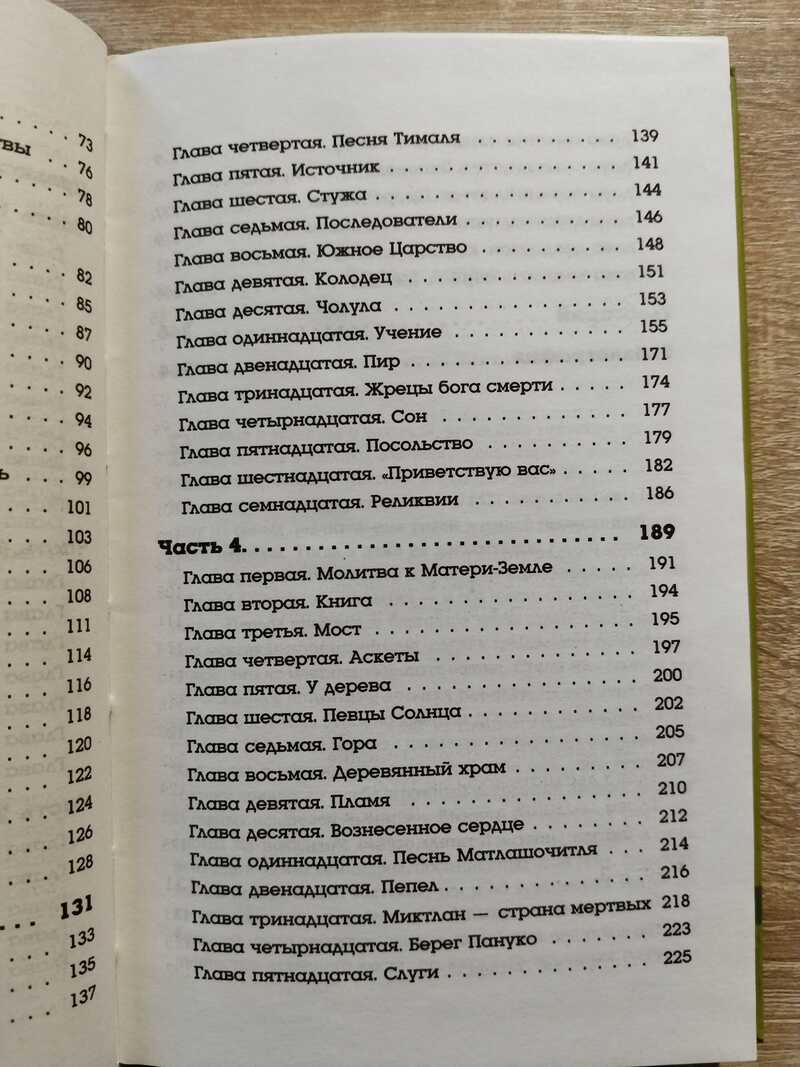 73
вы
76
78
80
82
85
87
90
92
94
96
ь . . . 99
101
103
106
108
111
114
116
118
120
122
124
126
128
131
133
135
137
Глава четвертая. Песня Тималя . . . . . . . . . . 139
Глава пятая. Источник . . . . . . . . . . . . . . . 141
Глава шестая. Стужа . . . . . . . . . . . . . . . . 144
Глава седьмая. Последователи . . . . . . . . . . . 146
Глава восьмая. Южное Царство . . . . . . . . . . 148
Глава девятая. Колодец . . . . . . . . . . . . . . 151
Глава десятая. Чолула . . . . . . . . . . . . . . . 153
Глава одиннадцатая. Учение . . . . . . . . . . . . 155
Глава двенадцатая. Пир . . . . . . . . . . . . . . 171
Глава тринадцатая. Жрецы бога смерти . . . . . . 174
Глава четырнадцатая. Сон . . . . . . . . . . . . . 177
Глава пятнадцатая. Посольство . . . . . . . . . . 179
Глава шестнадцатая. «Приветствую вас» . . . . . . 182
Глава семнадцатая. Реликвии . . . . . . . . . . . 186
Часть 4. . . . . . . . . . . . . . . . . . . . . . . . . . . . . 189
Глава первая. Молитва к Матери-Земле . . . . . 191
Глава вторая. Книга . . . . . . . . . . . . . . . . 194
Глава третья. Мост . . . . . . . . . . . . . . . . . 195
Глава четвертая. Аскеты . . . . . . . . . . . . . . 197
Глава пятая. У дерева . . . . . . . . . . . . . . . 200
Глава шестая. Певцы Солнца . . . . . . . . . . . . 202
Глава седьмая. Гора . . . . . . . . . . . . . . . . 205
Глава восьмая. Деревянный храм . . . . . . . . . 207
Глава девятая. Пламя . . . . . . . . . . . . . . . 210
Глава десятая. Вознесенное сердце . . . . . . . . 212
Глава одиннадцатая. Песнь Матлашочитля . . . . 214
Глава двенадцатая. Пепел . . . . . . . . . . . . . 216
Глава тринадцатая. Миктлан — страна мертвых 218
Глава четырнадцатая. Берег Пануко . . . . . . . 223
Глава пятнадцатая. Слуги . . . . . . . . . . . . . 225